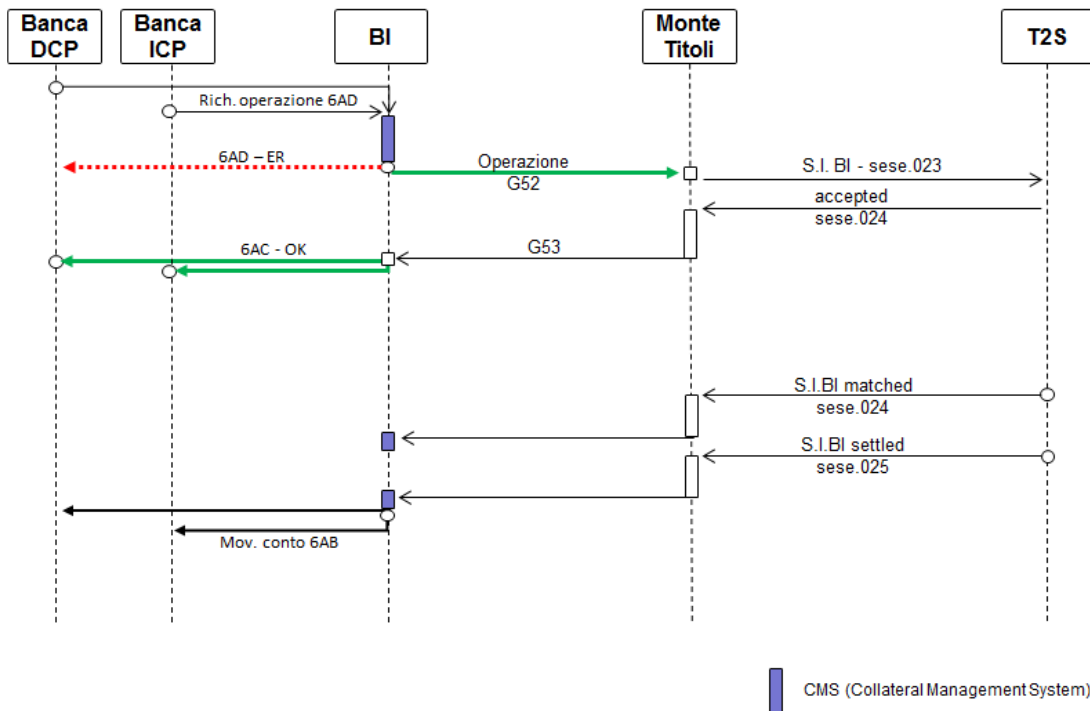 Banca
DCP
Banca
ICP
BI
Monte
Titoli
T2S
Rich. operazione 6AD
6AD – ER
Operazione
G52
S.I. BI - sese.023
accepted
sese.024
6AC - OK
G53
S.I.BI matched
sese.024
S.I.BI settled
sese.025
Mov. conto 6AB
CMS (Collateral Management System)